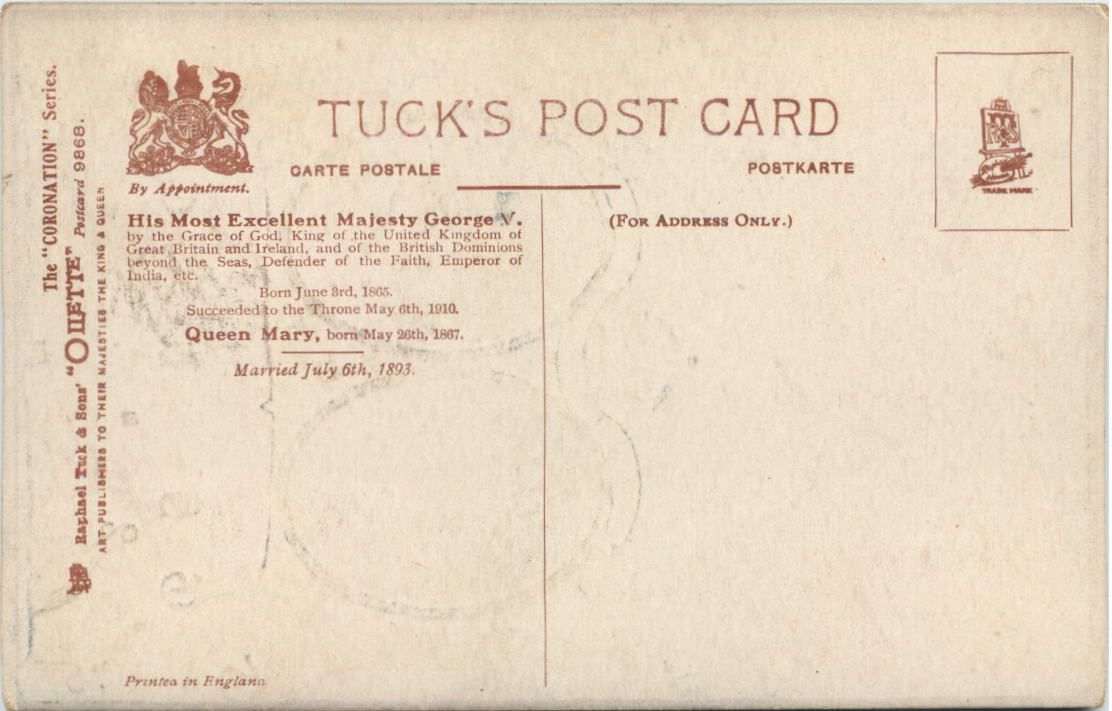 The "CORONATION" Series.
Raphael Tuck & Sons' "OILETTE" Postcard 9868.
ART PUBLISHERS TO THEIR MAJESTIES THE KING & QUEEN
By Appointment.
TUCK'S POST CARD
CARTE POSTALE
POSTKARTE
TRADE MARK
His Most Excellent Majesty George V.
by the Grace of God, King of the United Kingdom of
Great Britain and Ireland, and of the British Dominions
beyond the Seas, Defender of the Faith, Emperor of
India, etc.
Born June 3rd, 1865.
Succeeded to the Throne May 6th, 1910.
Queen Mary, born May 26th, 1867.
Married July 6th, 1893.
(FOR ADDRESS ONLY.)
Printed in England